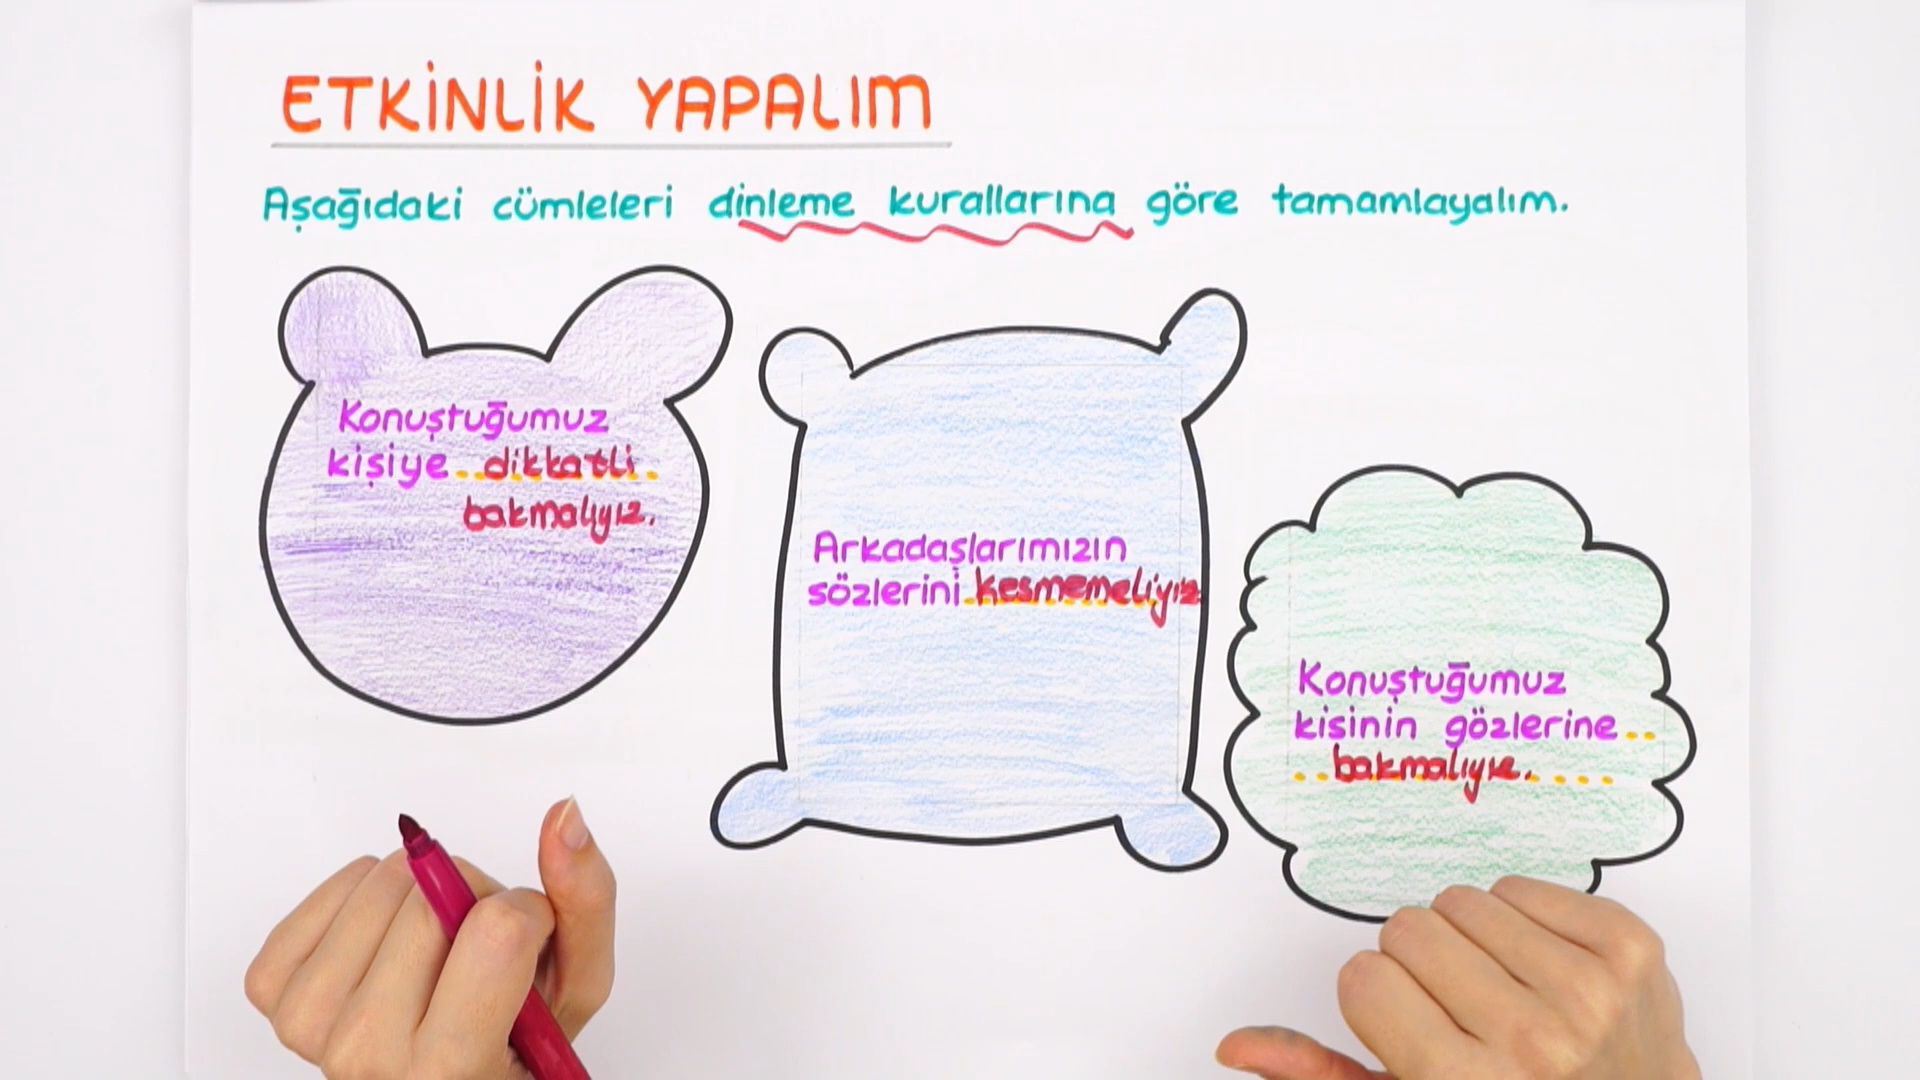 ETKİNLİK YAPALIM
Aşağıdaki cümleleri dinleme kurallarına göre tamamlayalım.
Konuştuğumuz
kişiye..dikkatli.
bakmalıyız.
Arkadaşlarımızın
sözlerini.kesmemeliyiz
Konuştuğumuz
kisinin gözlerine..
..bakmalıyız.....